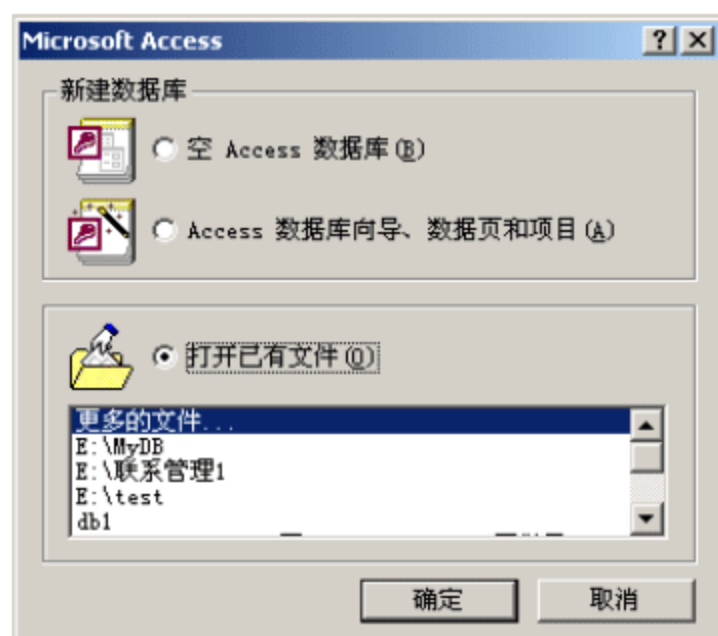 Microsoft Access
新建数据库
空 Access 数据库(B)
Access 数据库向导、数据页和项目(A)
打开已有文件(O)
更多的文件...
E:\MyDB
E:\联系管理1
E:\test
db1
确定
取消